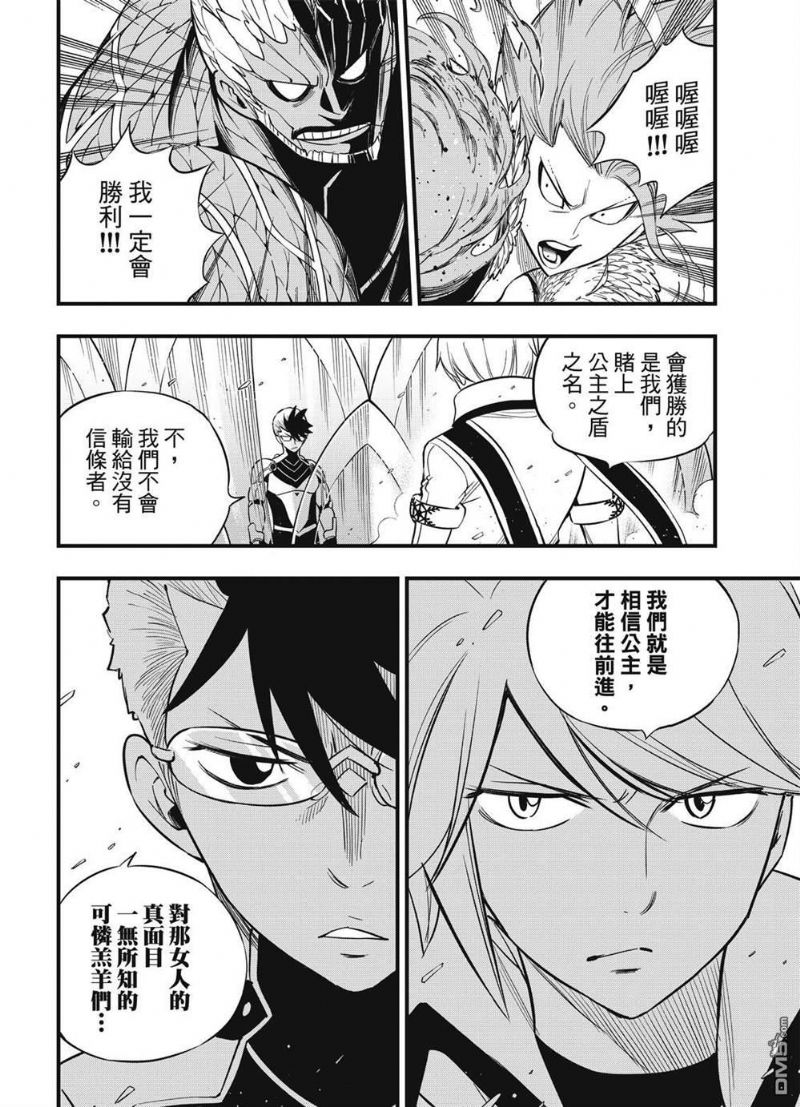 喔喔喔
喔喔!!!
我一定會
勝利!!!
會獲勝的
是我們，
賭上
公主之盾
之名。
不，
我們不會
輸給沒有
信條者。
我們就是
相信公主，
才能往前進。
對那女人的
真面目
一無所知的
可憐羔羊們…
DM5.com